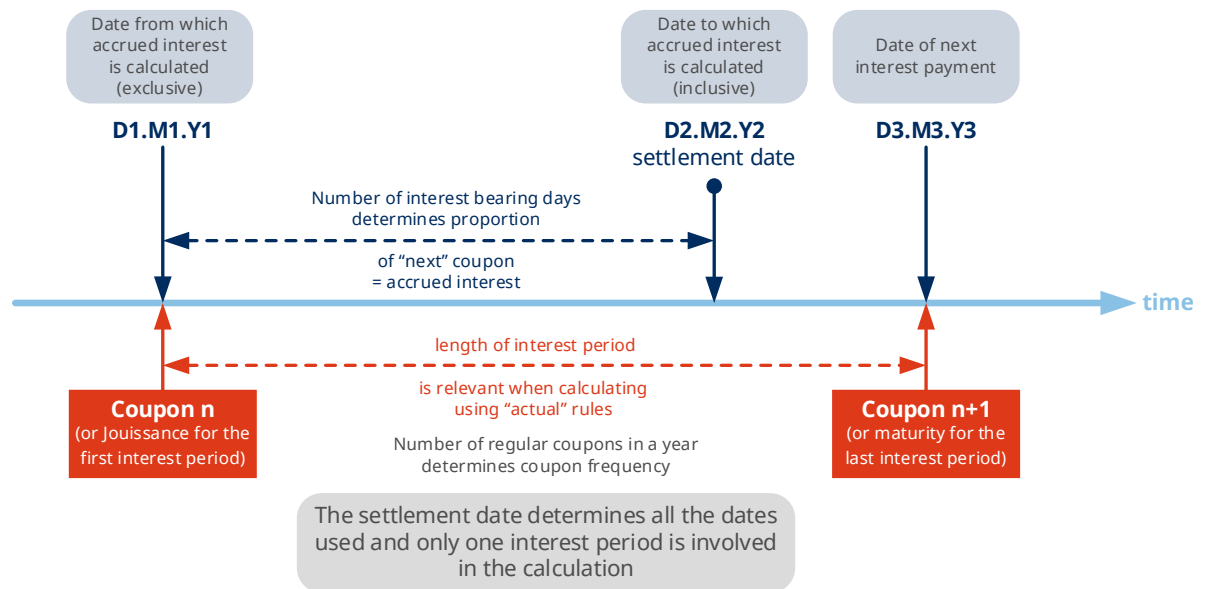 Date from which
accrued interest
is calculated
(exclusive)
Date to which
accrued interest
is calculated
(inclusive)
Date of next
interest payment
D1.M1.Y1
D2.M2.Y2
settlement date
D3.M3.Y3
Number of interest bearing days
determines proportion
of “next” coupon
= accrued interest
time
length of interest period
is relevant when calculating
using “actual” rules
Coupon n
(or Jouissance for the
first interest period)
Number of regular coupons in a year
determines coupon frequency
Coupon n+1
(or maturity for the
last interest period)
The settlement date determines all the dates
used and only one interest period is involved
in the calculation